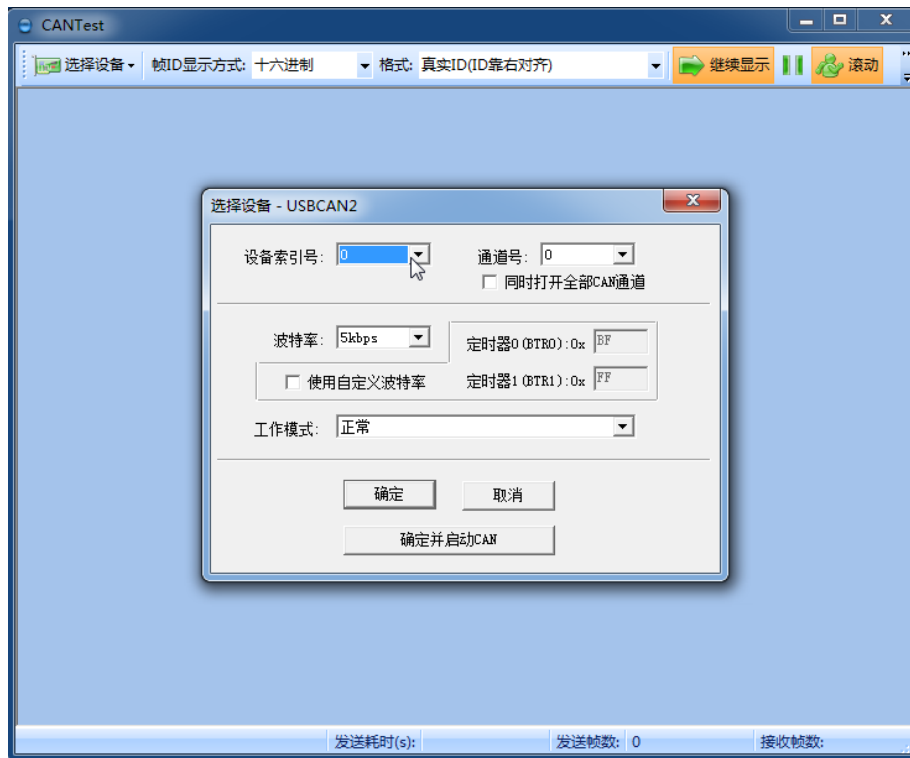 CANTest
选择设备 帧ID显示方式: 十六进制 格式: 真实ID(ID靠右对齐) 继续显示 滚动
选择设备 - USBCAN2
设备索引号: 0 通道号: 0
同时打开全部CAN通道
波特率: 5kbps 定时器0(BTR0):0x BF
使用自定义波特率 定时器1(BTR1):0x FF
工作模式: 正常
确定 取消
确定并启动CAN
发送耗时(s): 发送帧数: 0 接收帧数: